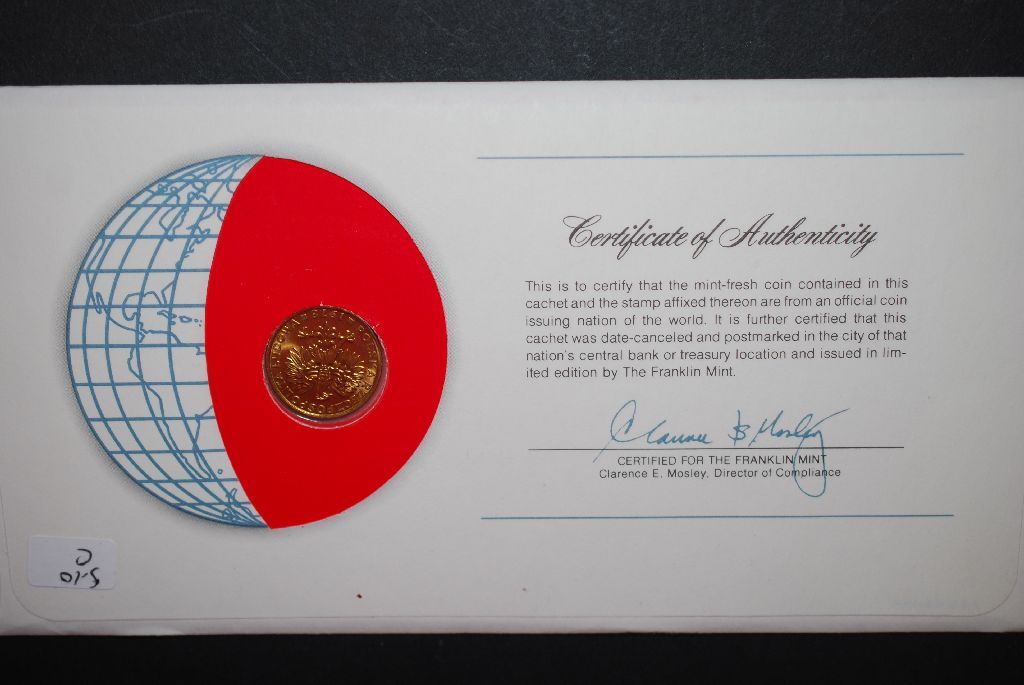 Certificate of Authenticity
This is to certify that the mint-fresh coin contained in this
cachet and the stamp affixed thereon are from an official coin
issuing nation of the world. It is further certified that this
cachet was date-canceled and postmarked in the city of that
nation's central bank or treasury location and issued in lim-
ited edition by The Franklin Mint.
CERTIFIED FOR THE FRANKLIN MINT
Clarence E. Mosley, Director of Compliance